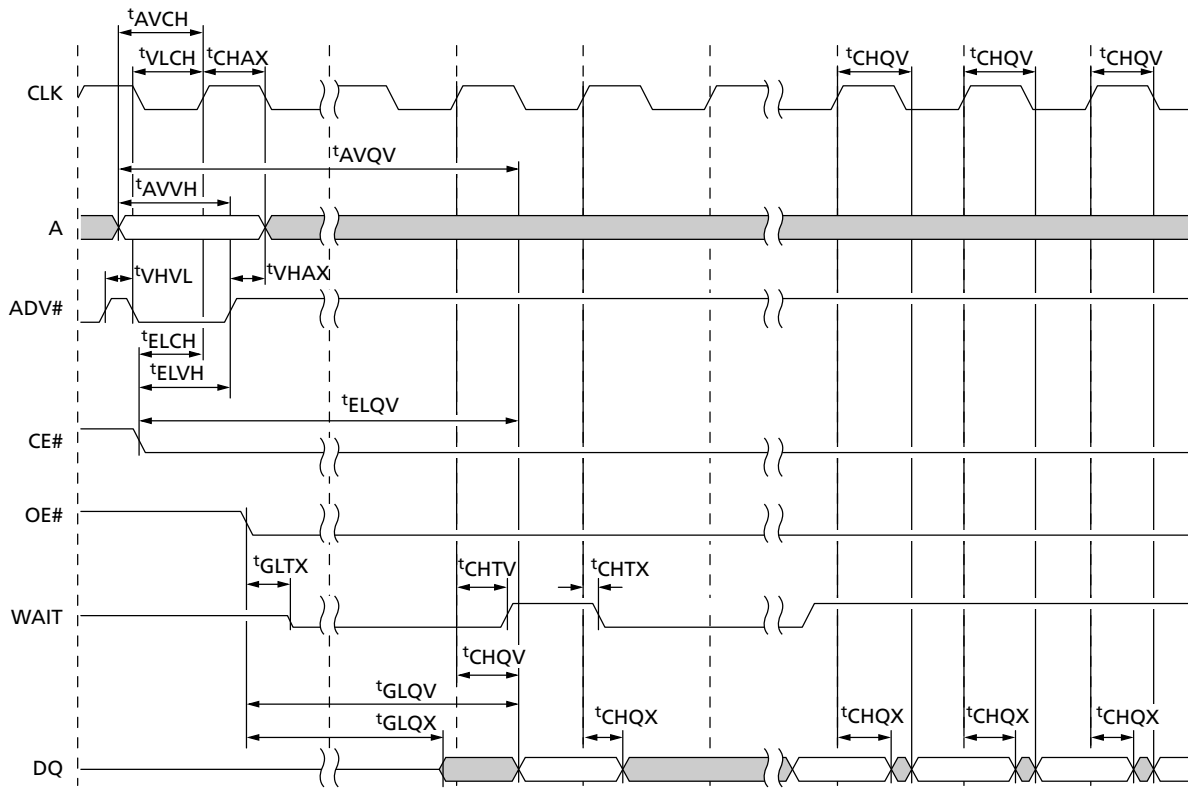 tAVCH
tVLCH tCHAX tCHQV tCHQV tCHQV
CLK
tAVQV
tAVVH
A
tVHVL tVHAX
ADV#
tELCH
tELVH
tELQV
CE#
OE#
tGLTX tCHTV tCHTX
WAIT
tCHQV
tGLQV
tGLQX tCHQX tCHQX tCHQX tCHQX
DQ